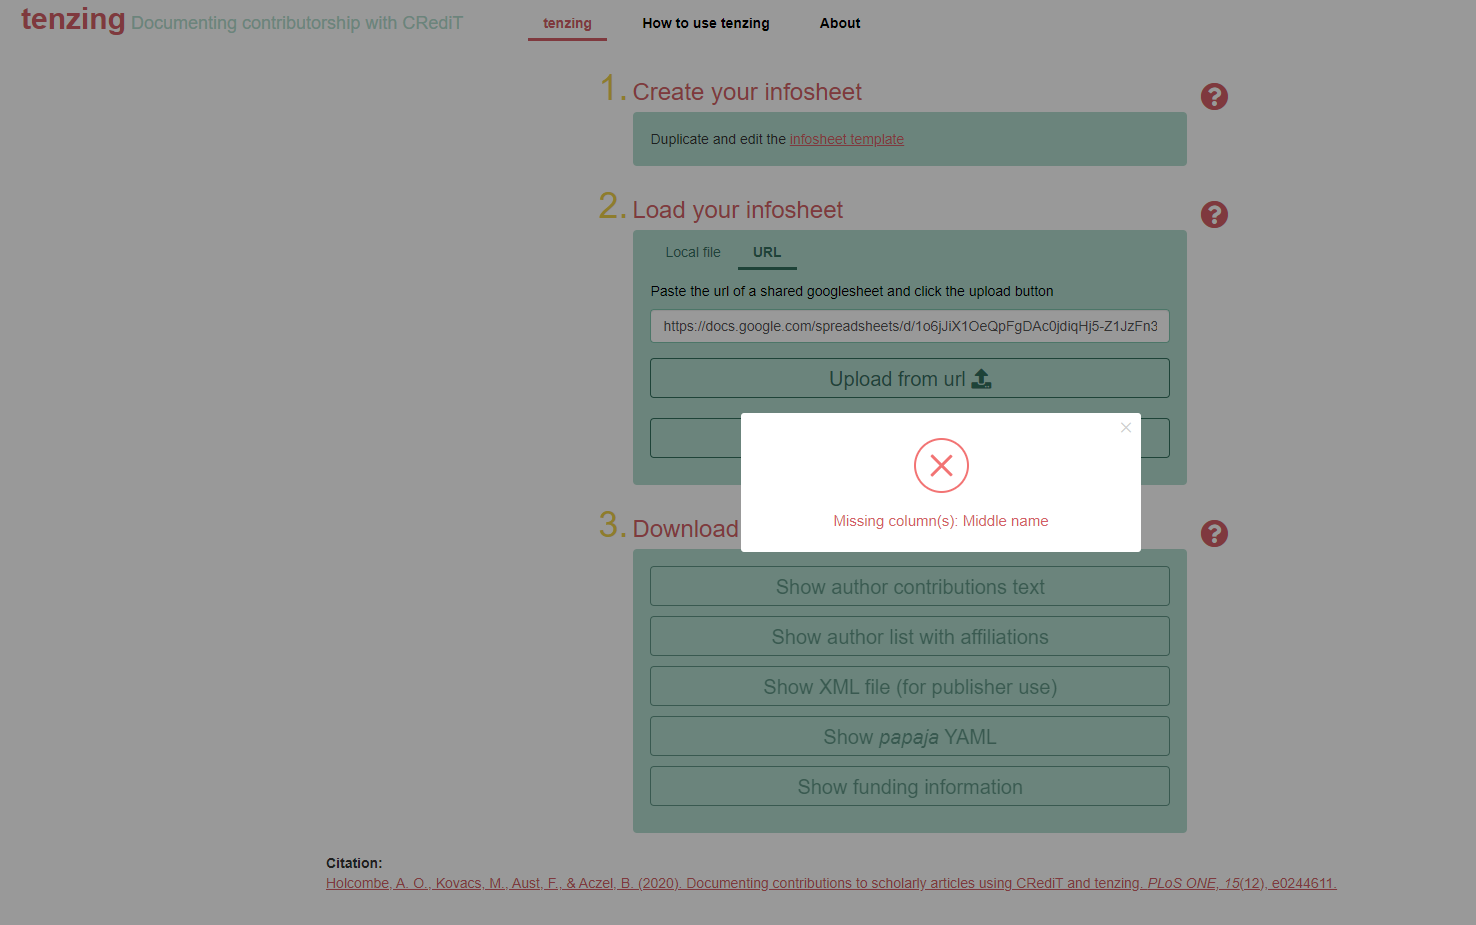 tenzing Documenting contributorship with CRediT
tenzing
How to use tenzing
About
1. Create your infosheet
?
Duplicate and edit the infosheet template
2. Load your infosheet
?
Local file
URL
Paste the url of a shared googlesheet and click the upload button
https://docs.google.com/spreadsheets/d/1o6jJiX1OeQpFgDAc0jdiqHj5-Z1JzFn3
Upload from url
×
Missing column(s): Middle name
3. Download
?
Show author contributions text
Show author list with affiliations
Show XML file (for publisher use)
Show papaja YAML
Show funding information
Citation:
Holcombe, A. O., Kovacs, M., Aust, F., & Aczel, B. (2020). Documenting contributions to scholarly articles using CRediT and tenzing. PLoS ONE, 15(12), e0244611.